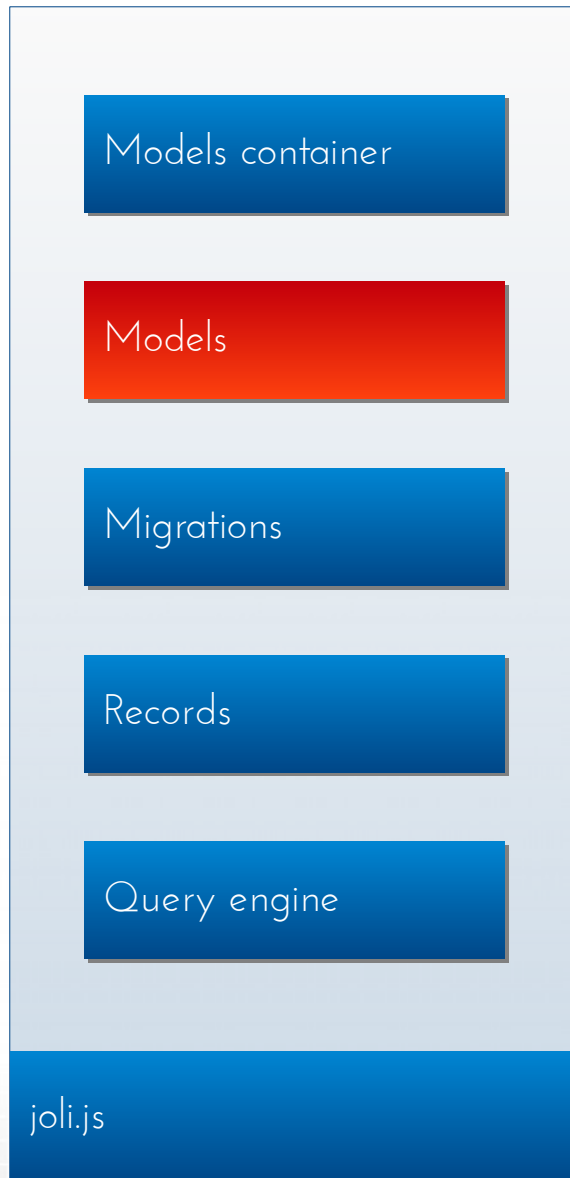 Models container
Models
Migrations
Records
Query engine
joli.js